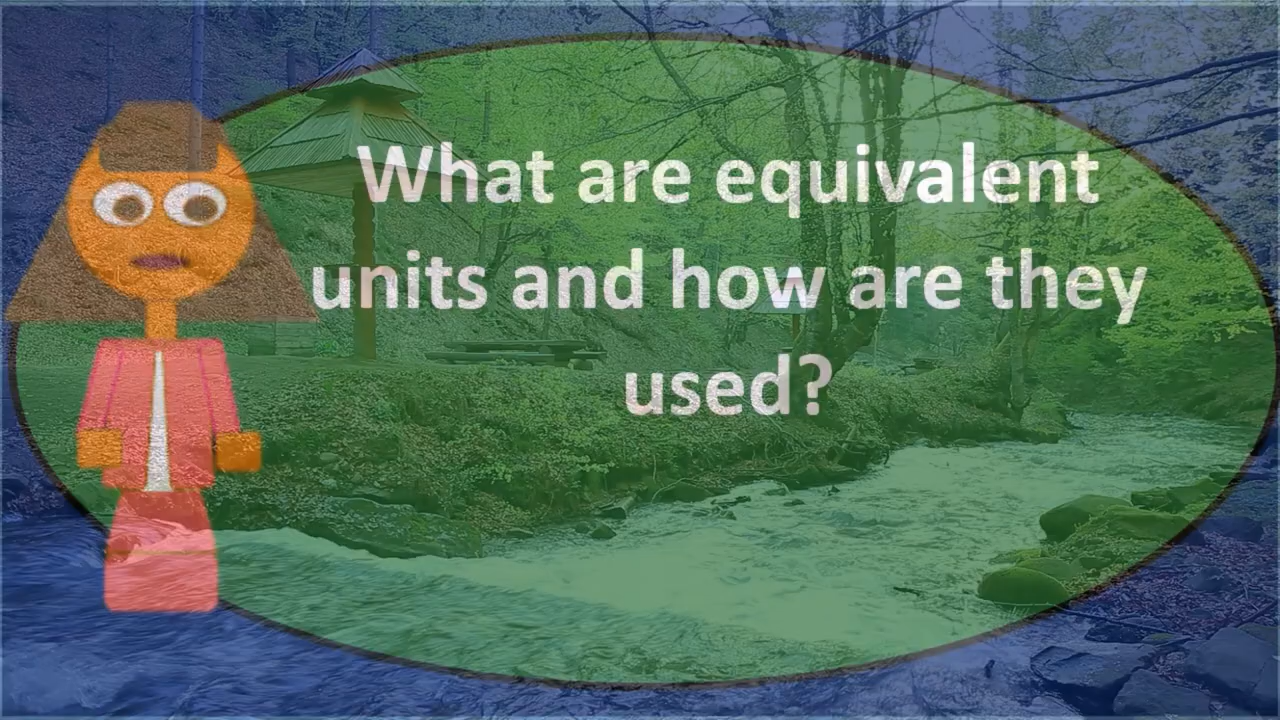 What are equivalent
units and how are they
used?